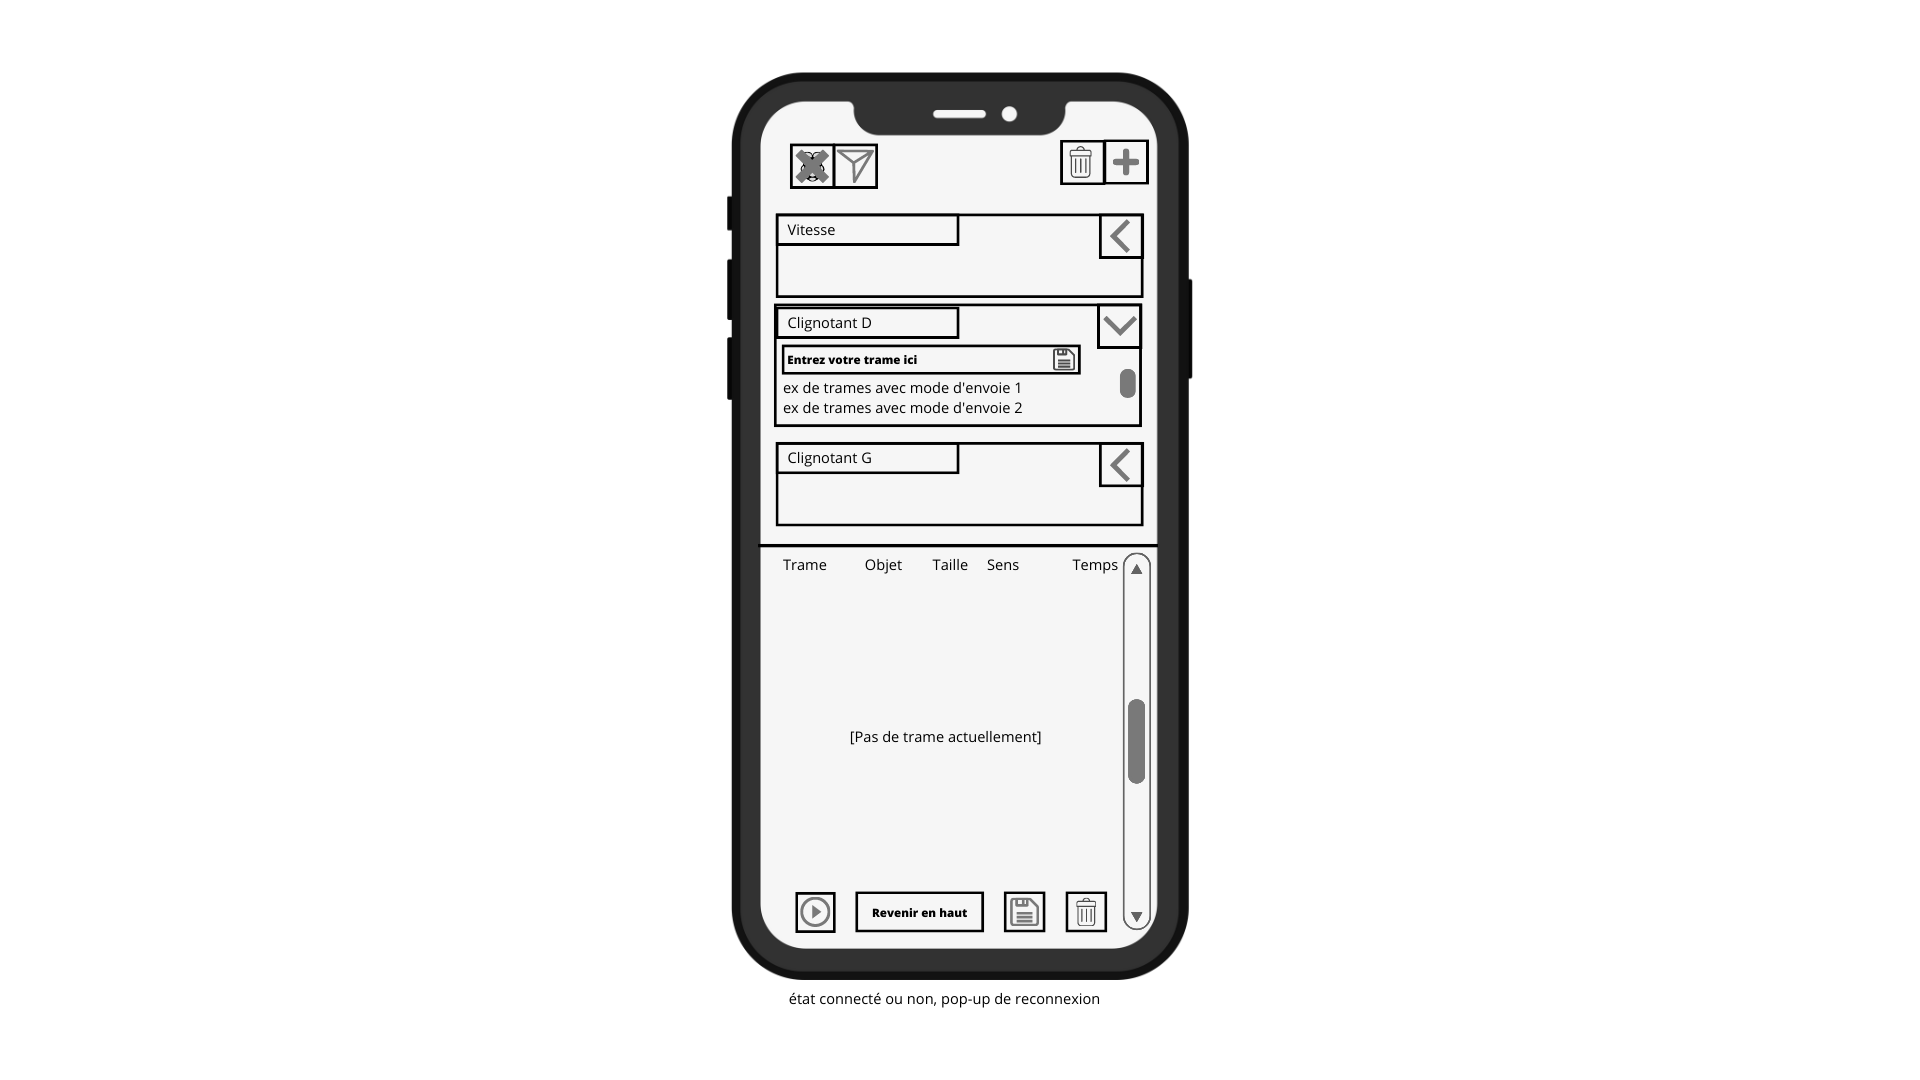 Vitesse
Clignotant D
Entrez votre trame ici
ex de trames avec mode d'envoie 1
ex de trames avec mode d'envoie 2
Clignotant G
Trame Objet Taille Sens Temps
[Pas de trame actuellement]
Revenir en haut
état connecté ou non, pop-up de reconnexion